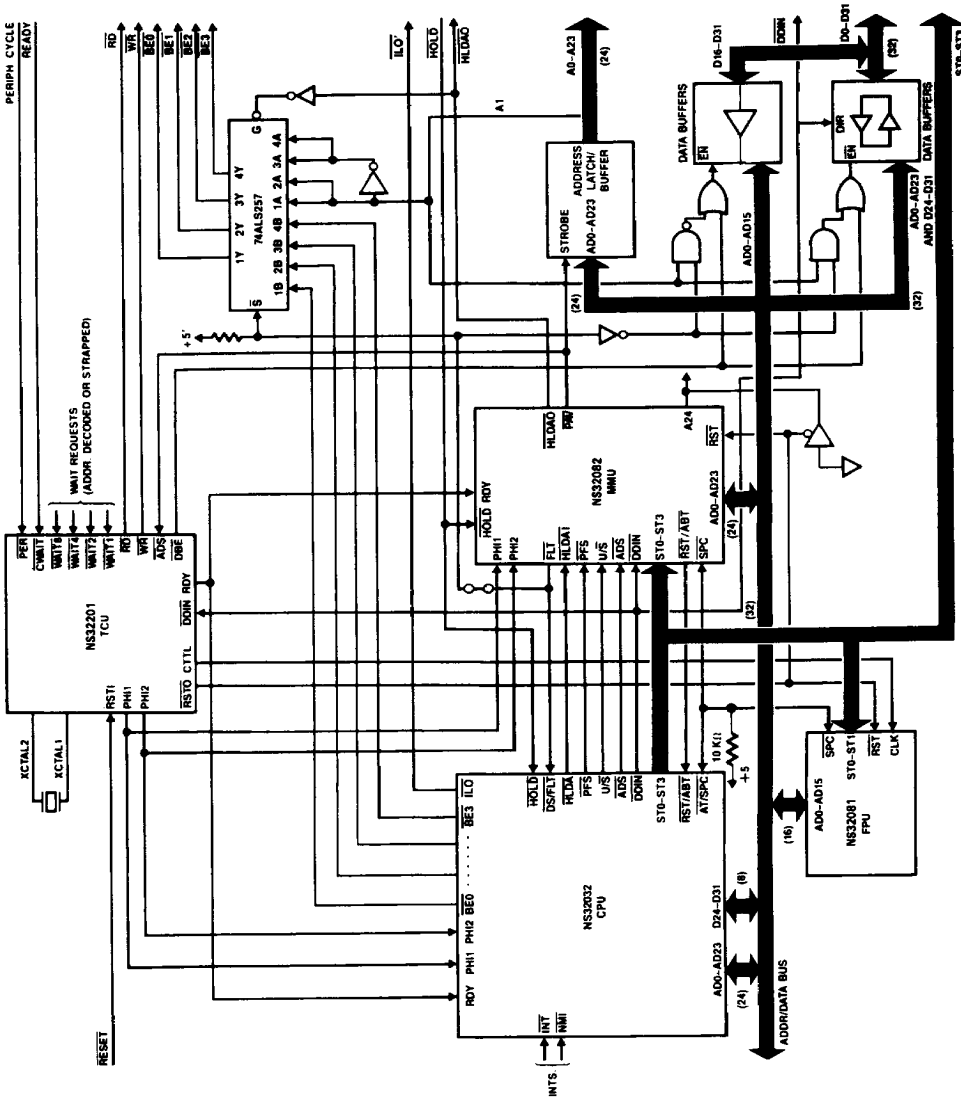 PERIPH CYCLE
READY
RD
WR
BE0
BE1
BE2
BE3
ILO'
HOLD
HLDAO
A0-A23
(24)
D16-D31
DDIN
D0-D31
(32)
ST0-ST3
WAIT REQUESTS
(ADDR. DECODED OR STRAPPED)
PER
CWAIT
WAIT8
WAIT4
WAIT2
WAIT1
RD
WR
ADS
DBE
RDY
DDIN
CTTL
RSTO
NS32201
TCU
RSTI
PHI1
PHI2
XCTAL2
XCTAL1
RESET
1Y 2Y 3Y 4Y
74ALS257
G
S
1B 2B 3B 4B 1A 2A 3A 4A
+5'
A1
STROBE
ADDRESS
LATCH/
BUFFER
AD0-AD23
(24)
DATA BUFFERS
EN
AD0-AD15
DIR
EN
DATA BUFFERS
AD0-AD23
AND D24-D31
(32)
HLDAO
PAV
HOLD RDY
PHI1
PHI2
NS32082
MMU
A24
RST
FLT
HLDAI
PFS
U/S
ADS
DDIN
ST0-ST3
RST/ABT
SPC
AD0-AD23
(24)
(32)
RDY PHI1 PHI2 BE0 ...... BE3 ILO
HOLD
DS/FLT
HLDA
PFS
U/S
ADS
DDIN
ST0-ST3
RST/ABT
AT/SPC
NS32032
CPU
INT
NMI
INTS.
AD0-AD23
(24)
D24-D31
(8)
10 KΩ
+5
SPC
ST0-ST1
RST
CLK
AD0-AD15
(16)
NS32081
FPU
ADDR/DATA BUS